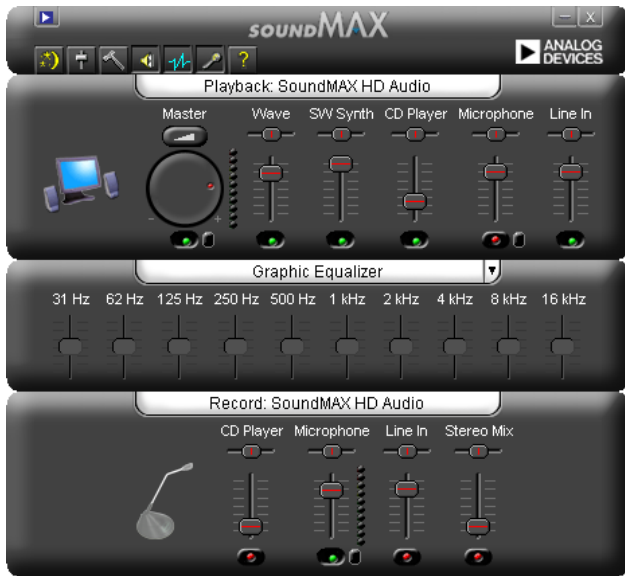 SOUNDMAX
— X
?
ANALOG
DEVICES
Playback: SoundMAX HD Audio
Master Wave SW Synth CD Player Microphone Line In
- +
Graphic Equalizer
31 Hz 62 Hz 125 Hz 250 Hz 500 Hz 1 kHz 2 kHz 4 kHz 8 kHz 16 kHz
Record: SoundMAX HD Audio
CD Player Microphone Line In Stereo Mix